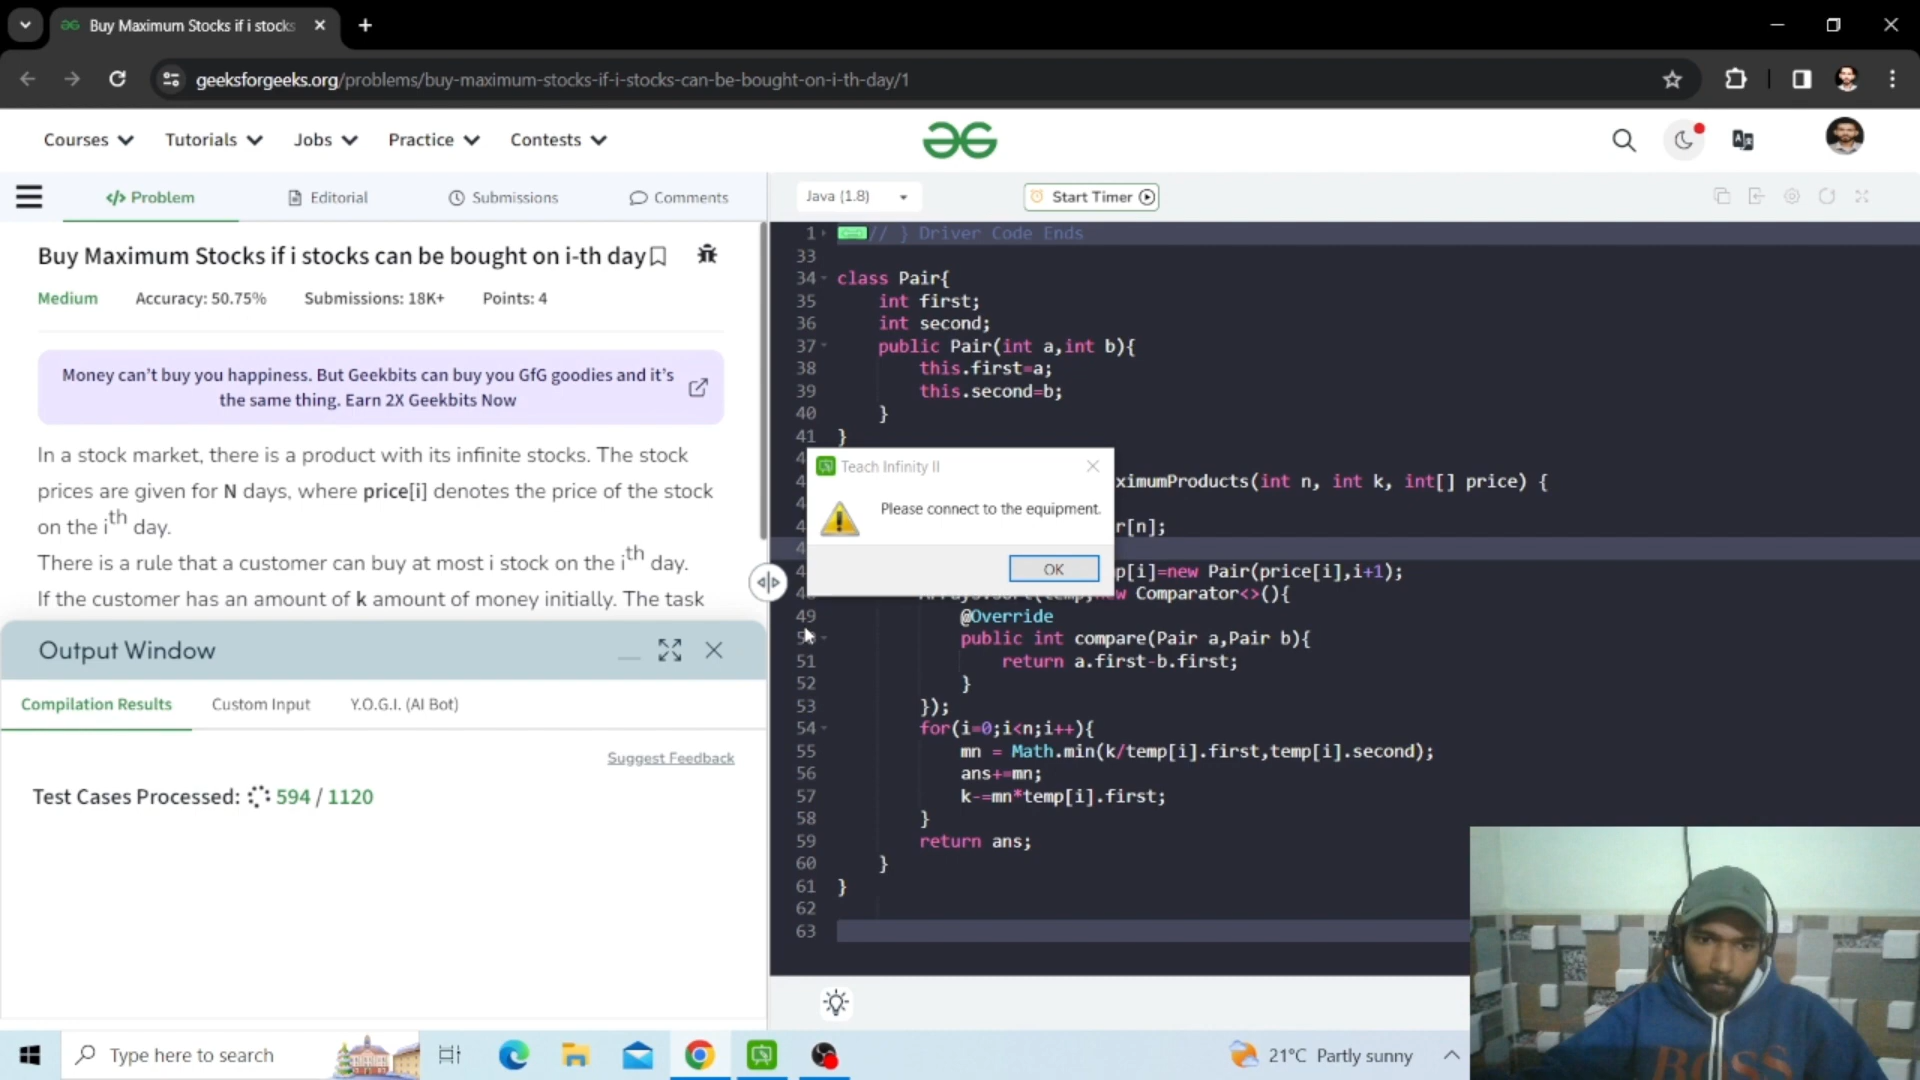 Buy Maximum Stocks if i stocks
geeksforgeeks.org/problems/buy-maximum-stocks-if-i-stocks-can-be-bought-on-i-th-day/1
Courses Tutorials Jobs Practice Contests
Problem Editorial Submissions Comments
Java (1.8) Start Timer
Buy Maximum Stocks if i stocks can be bought on i-th day
Medium Accuracy: 50.75% Submissions: 18K+ Points: 4
Money can't buy you happiness. But Geekbits can buy you GfG goodies and it's
the same thing. Earn 2X Geekbits Now
In a stock market, there is a product with its infinite stocks. The stock
prices are given for N days, where price[i] denotes the price of the stock
on the ith day.
There is a rule that a customer can buy at most i stock on the ith day.
If the customer has an amount of k amount of money initially. The task
Output Window
Compilation Results Custom Input Y.O.G.I. (AI Bot)
Suggest Feedback
Test Cases Processed: 594 / 1120
1 // } Driver Code Ends
33
34 class Pair{
35 int first;
36 int second;
37 public Pair(int a,int b){
38 this.first=a;
39 this.second=b;
40 }
41 }
ximumProducts(int n, int k, int[] price) {
r[n];
p[i]=new Pair(price[i],i+1);
Comparator<>(){
49 @Override
public int compare(Pair a,Pair b){
51 return a.first-b.first;
52 }
53 });
54 for(i=0;i<n;i++){
55 mn = Math.min(k/temp[i].first,temp[i].second);
56 ans+=mn;
57 k-=mn*temp[i].first;
58 }
59 return ans;
60 }
61 }
62
63
Teach Infinity II
Please connect to the equipment.
OK
BOSS
Type here to search
21°C Partly sunny